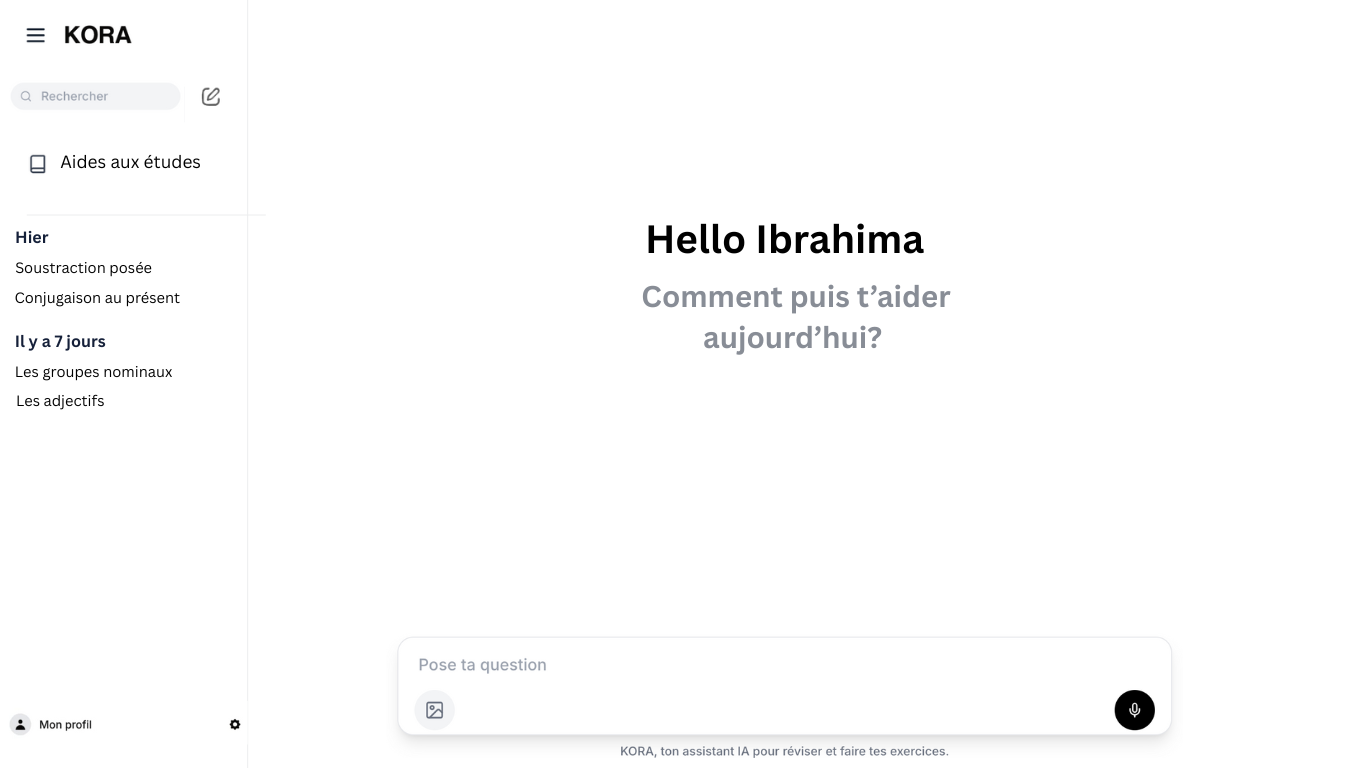 KORA
Rechercher
Aides aux études
Hier
Soustraction posée
Conjugaison au présent
Il y a 7 jours
Les groupes nominaux
Les adjectifs
Mon profil
Hello Ibrahima
Comment puis t’aider
aujourd’hui?
Pose ta question
KORA, ton assistant IA pour réviser et faire tes exercices.